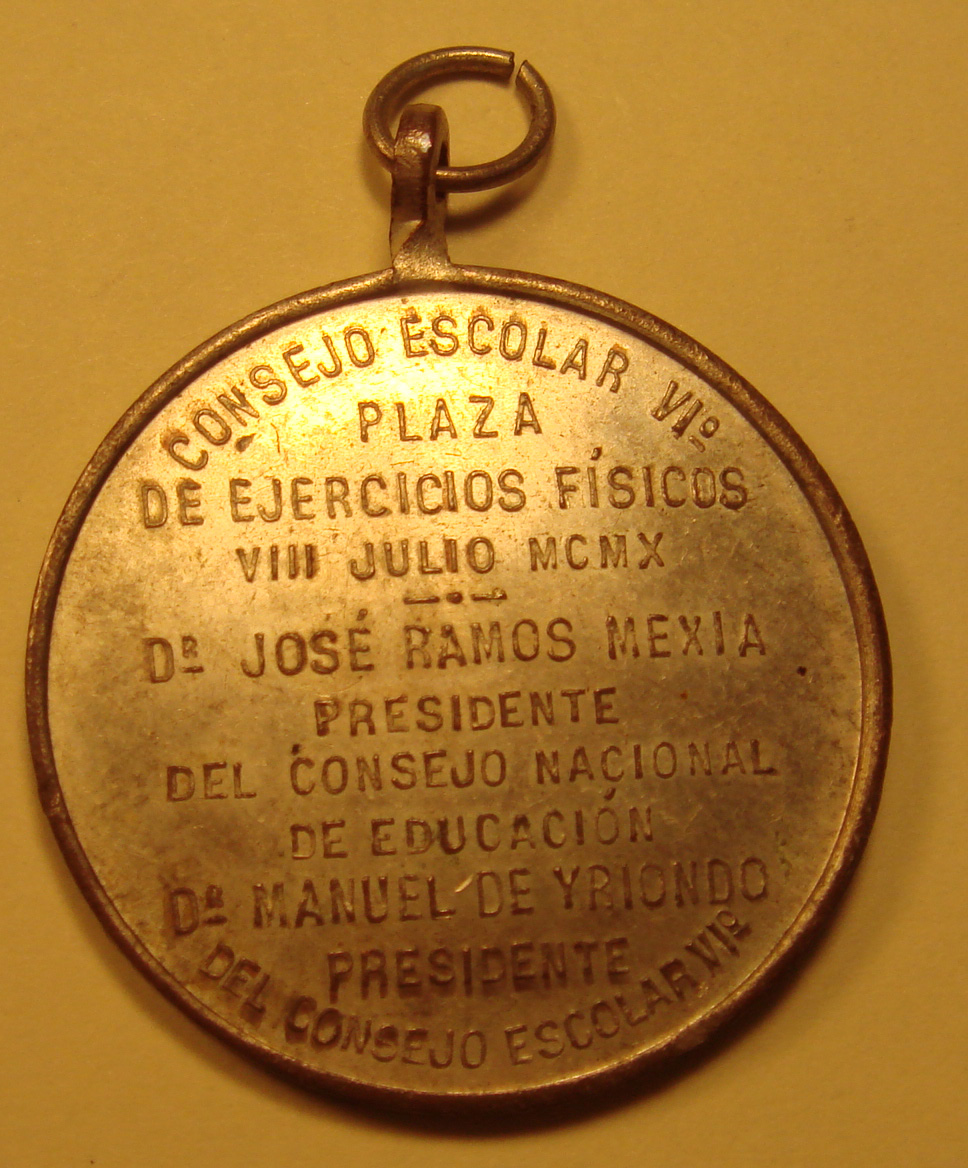 CONSEJO ESCOLAR VIº
PLAZA
DE EJERCICIOS FÍSICOS
VIII JULIO MCMX
DR JOSÉ RAMOS MEXIA
PRESIDENTE
DEL CONSEJO NACIONAL
DE EDUCACIÓN
DR MANUEL DE YRIONDO
PRESIDENTE
DEL CONSEJO ESCOLAR VIº